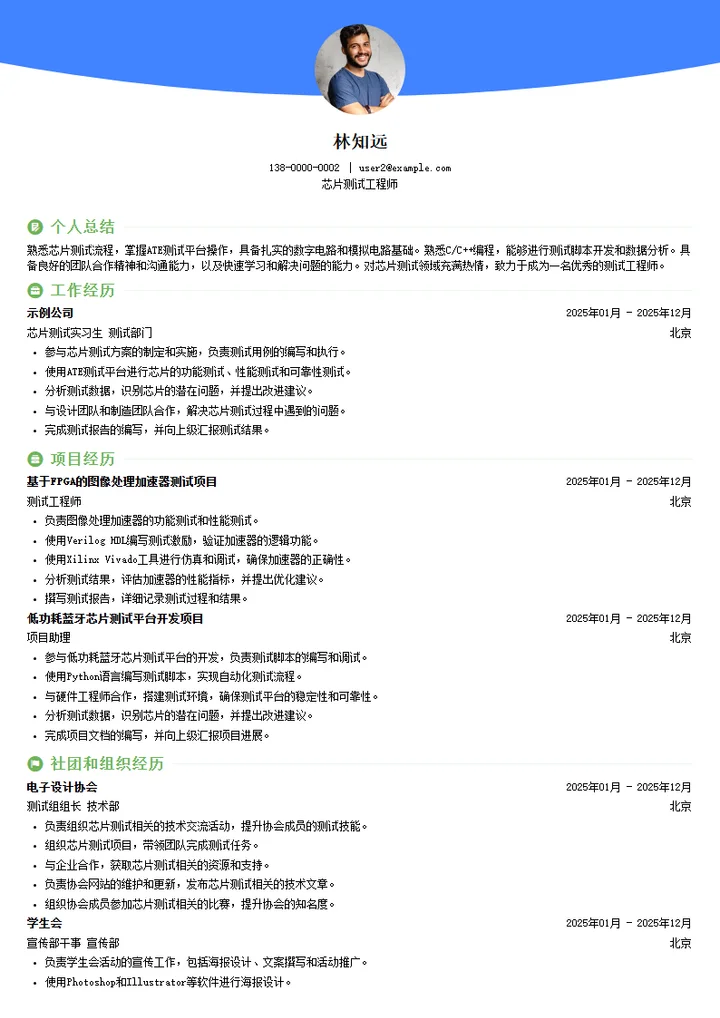 林知远
138-0000-0002 | user2@example.com
芯片测试工程师
个人总结
熟悉芯片测试流程，掌握ATE测试平台操作，具备扎实的数字电路和模拟电路基础。熟悉C/C++编程，能够进行测试脚本开发和数据分析。具
备良好的团队合作精神和沟通能力，以及快速学习和解决问题的能力。对芯片测试领域充满热情，致力于成为一名优秀的测试工程师。
工作经历
示例公司 2025年01月 - 2025年12月
芯片测试实习生 测试部门 北京
• 参与芯片测试方案的制定和实施，负责测试用例的编写和执行。
• 使用ATE测试平台进行芯片的功能测试、性能测试和可靠性测试。
• 分析测试数据，识别芯片的潜在问题，并提出改进建议。
• 与设计团队和制造团队合作，解决芯片测试过程中遇到的问题。
• 完成测试报告的编写，并向上级汇报测试结果。
项目经历
基于FPGA的图像处理加速器测试项目 2025年01月 - 2025年12月
测试工程师 北京
• 负责图像处理加速器的功能测试和性能测试。
• 使用Verilog HDL编写测试激励，验证加速器的逻辑功能。
• 使用Xilinx Vivado工具进行仿真和调试，确保加速器的正确性。
• 分析测试结果，评估加速器的性能指标，并提出优化建议。
• 撰写测试报告，详细记录测试过程和结果。
低功耗蓝牙芯片测试平台开发项目 2025年01月 - 2025年12月
项目助理 北京
• 参与低功耗蓝牙芯片测试平台的开发，负责测试脚本的编写和调试。
• 使用Python语言编写测试脚本，实现自动化测试流程。
• 与硬件工程师合作，搭建测试环境，确保测试平台的稳定性和可靠性。
• 分析测试数据，识别芯片的潜在问题，并提出改进建议。
• 完成项目文档的编写，并向上级汇报项目进展。
社团和组织经历
电子设计协会 2025年01月 - 2025年12月
测试组组长 技术部 北京
• 负责组织芯片测试相关的技术交流活动，提升协会成员的测试技能。
• 组织芯片测试项目，带领团队完成测试任务。
• 与企业合作，获取芯片测试相关的资源和支持。
• 负责协会网站的维护和更新，发布芯片测试相关的技术文章。
• 组织协会成员参加芯片测试相关的比赛，提升协会的知名度。
学生会 2025年01月 - 2025年12月
宣传部干事 宣传部 北京
• 负责学生会活动的宣传工作，包括海报设计、文案撰写和活动推广。
• 使用Photoshop和Illustrator等软件进行海报设计。